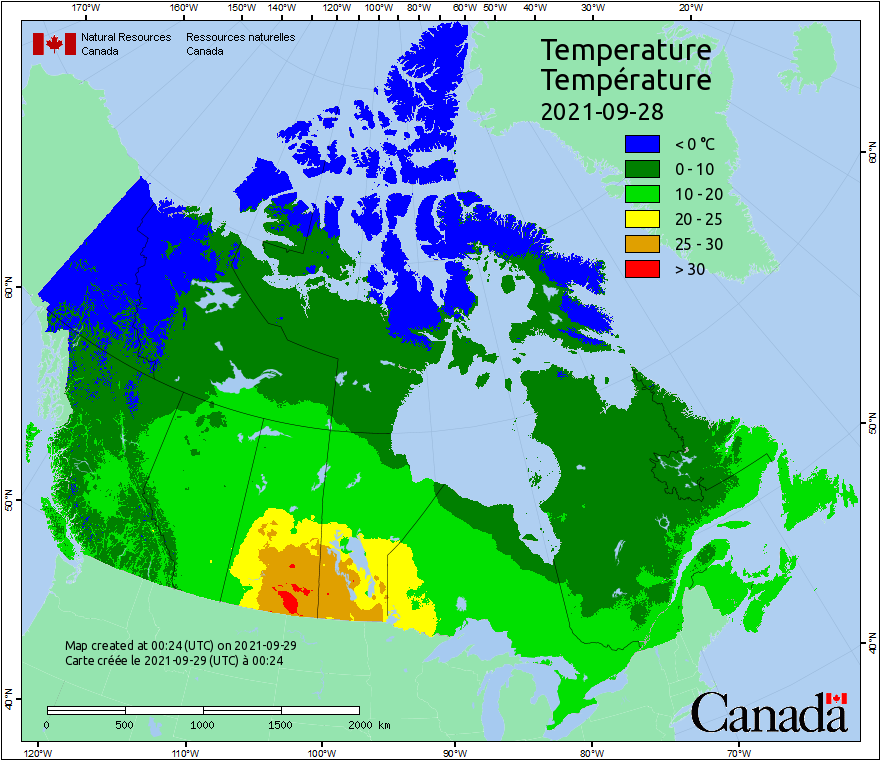 170°W 160°W 150°W 140°W 130°W 120°W 110°W 100°W 90°W 80°W 70°W 60°W 50°W 40°W 30°W 20°W
Natural Resources Ressources naturelles
Canada Canada
Temperature
Température
2021-09-28
< 0 °C
0 - 10
10 - 20
20 - 25
25 - 30
> 30
60°N
60°N
50°N
50°N
40°N
40°N
Map created at 00:24 (UTC) on 2021-09-29
Carte créée le 2021-09-29 (UTC) à 00:24
0 500 1000 1500 2000 km
Canada
120°W 110°W 100°W 90°W 80°W 70°W